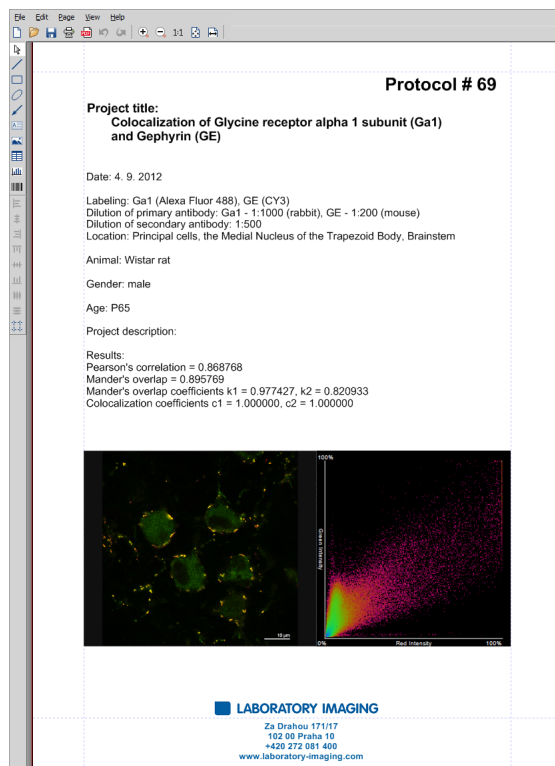 File Edit Page View Help
1:1
Protocol # 69
Project title:
Colocalization of Glycine receptor alpha 1 subunit (Ga1)
and Gephyrin (GE)
Date: 4. 9. 2012
Labeling: Ga1 (Alexa Fluor 488), GE (CY3)
Dilution of primary antibody: Ga1 - 1:1000 (rabbit), GE - 1:200 (mouse)
Dilution of secondary antibody: 1:500
Location: Principal cells, the Medial Nucleus of the Trapezoid Body, Brainstem
Animal: Wistar rat
Gender: male
Age: P65
Project description:
Results:
Pearson's correlation = 0.868768
Mander's overlap = 0.895769
Mander's overlap coefficients k1 = 0.977427, k2 = 0.820933
Colocalization coefficients c1 = 1.000000, c2 = 1.000000
100%
Green Intensity
10 µm
0% Red Intensity 100%
LABORATORY IMAGING
Za Drahou 171/17
102 00 Praha 10
+420 272 081 400
www.laboratory-imaging.com